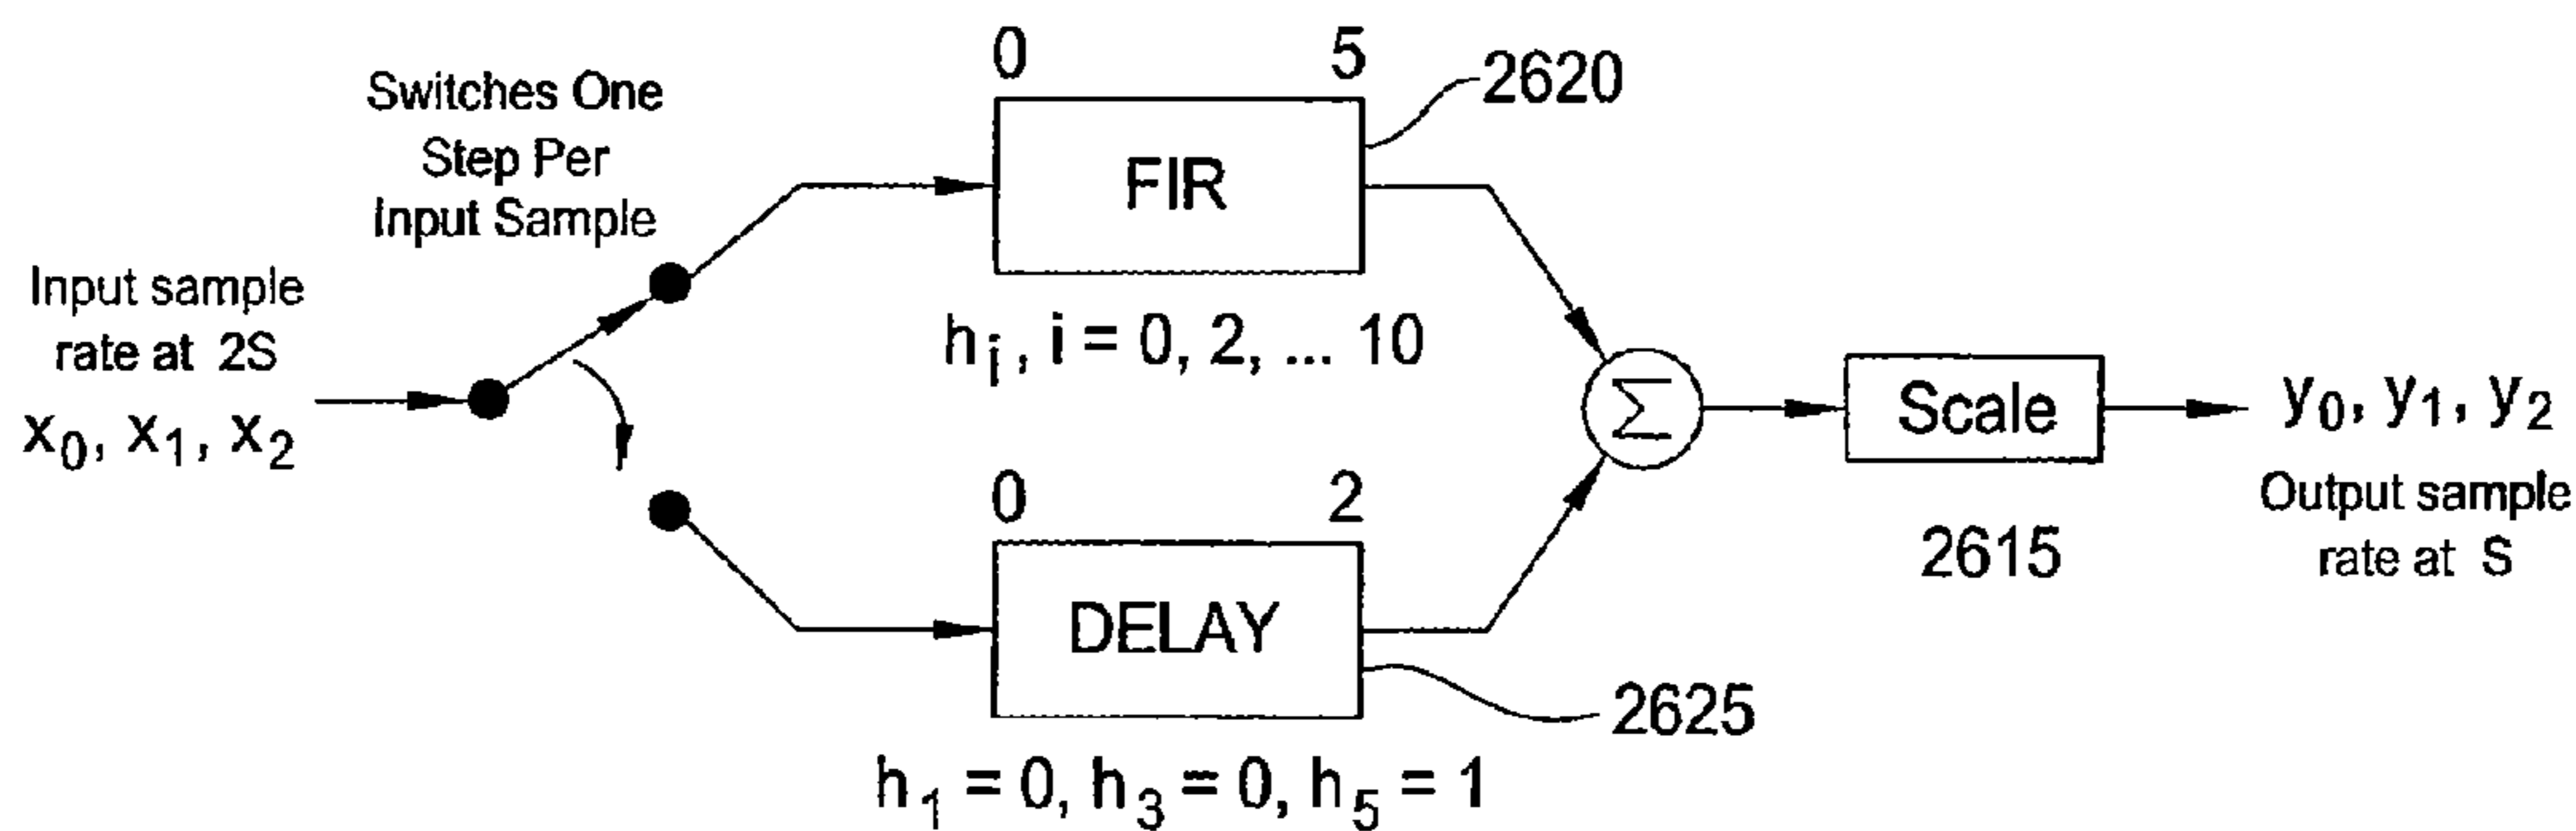 Switches One
Step Per
Input Sample
Input sample
rate at 2S
x₀, x₁, x₂
0 5
2620
FIR
hᵢ, i = 0, 2, ... 10
0 2
DELAY
2625
h₁ = 0, h₃ = 0, h₅ = 1
Σ
Scale
2615
y₀, y₁, y₂
Output sample
rate at S